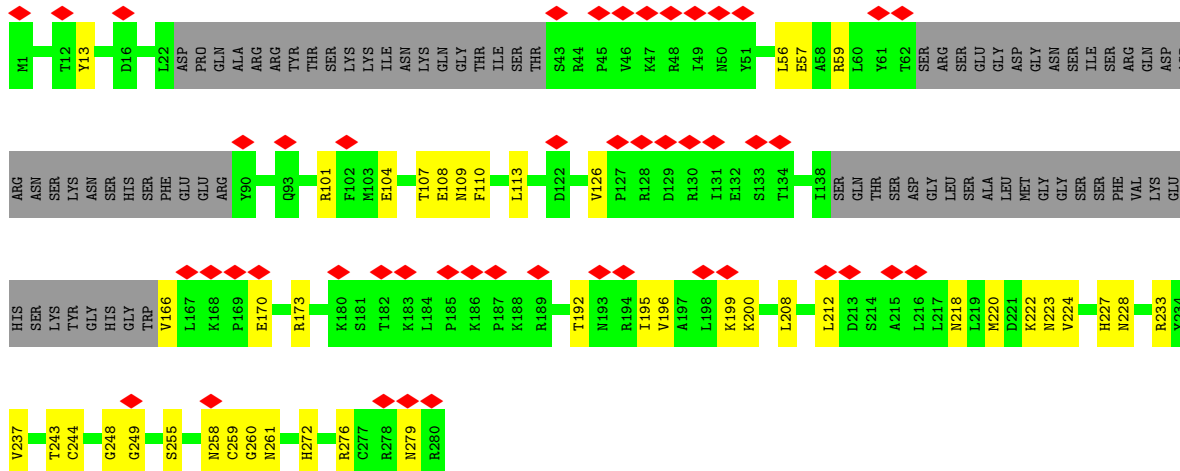 M1 T12 Y13 D16 L22 ASP PRO GLN ALA ARG ARG TYR THR SER LYS LYS ILE ASN LYS GLN GLY THR ILE SER THR S43 R44 P45 V46 K47 R48 I49 N50 Y51 L56 E57 A58 R59 L60 Y61 T62 SER ARG SER GLU GLY ASP GLY ASN SER ILE SER ARG GLN ASP
ARG ASN SER LYS ASN SER HIS SER PHE GLU GLU ARG Y90 Q93 R101 F102 M103 E104 T107 E108 N109 F110 L113 D122 V126 P127 R128 D129 R130 I131 E132 S133 T134 I138 SER GLN THR SER ASP GLY LEU SER ALA LEU MET GLY GLY SER SER PHE VAL LYS GLU
HIS SER LYS TYR GLY HIS GLY TRP V166 L167 K168 P169 E170 R173 K180 S181 T182 K183 L184 P185 K186 P187 K188 R189 T192 N193 R194 I195 V196 A197 L198 K199 K200 L208 L212 D213 S214 A215 L216 L217 N218 L219 M220 D221 K222 N223 V224 H227 N228 R233
V237 T243 C244 G248 G249 S255 N258 C259 G260 N261 H272 R276 C277 R278 N279 R280